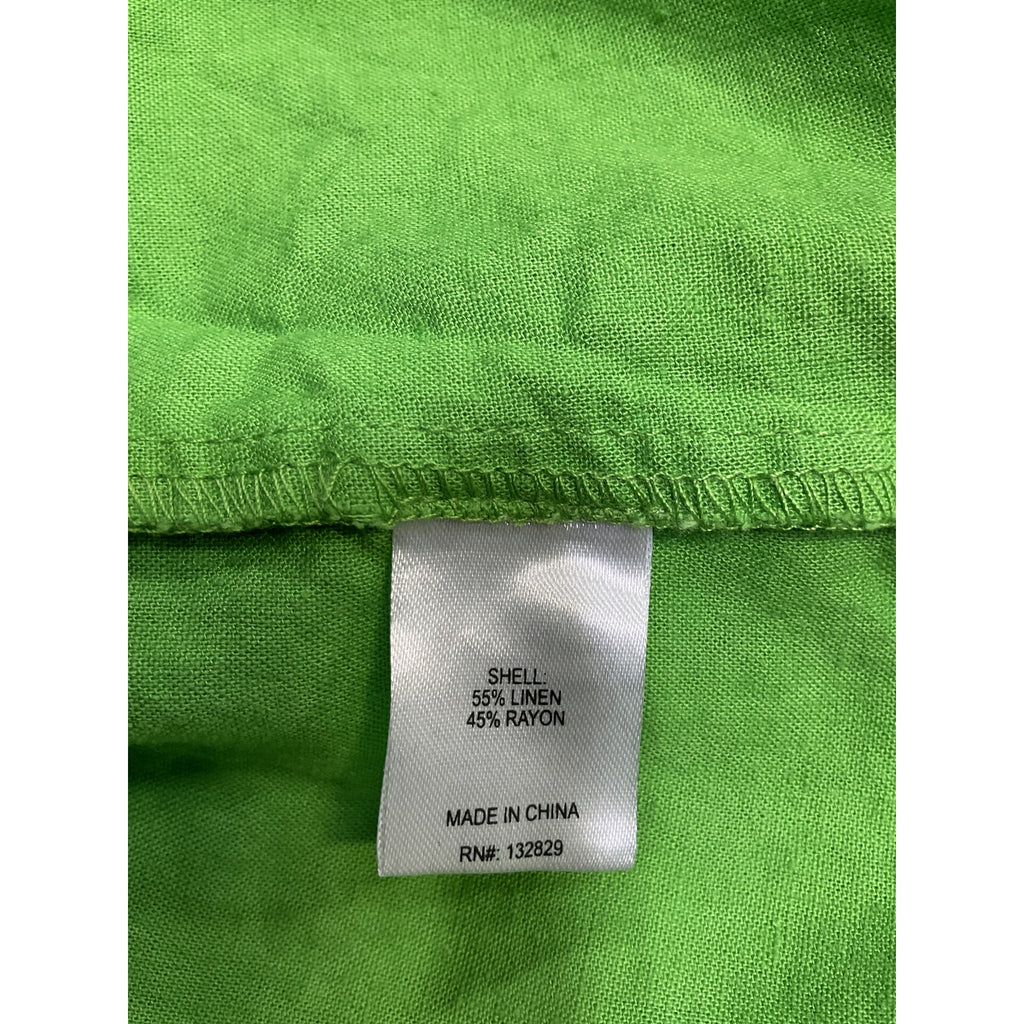 SHELL:
55% LINEN
45% RAYON
MADE IN CHINA
RN#: 132829